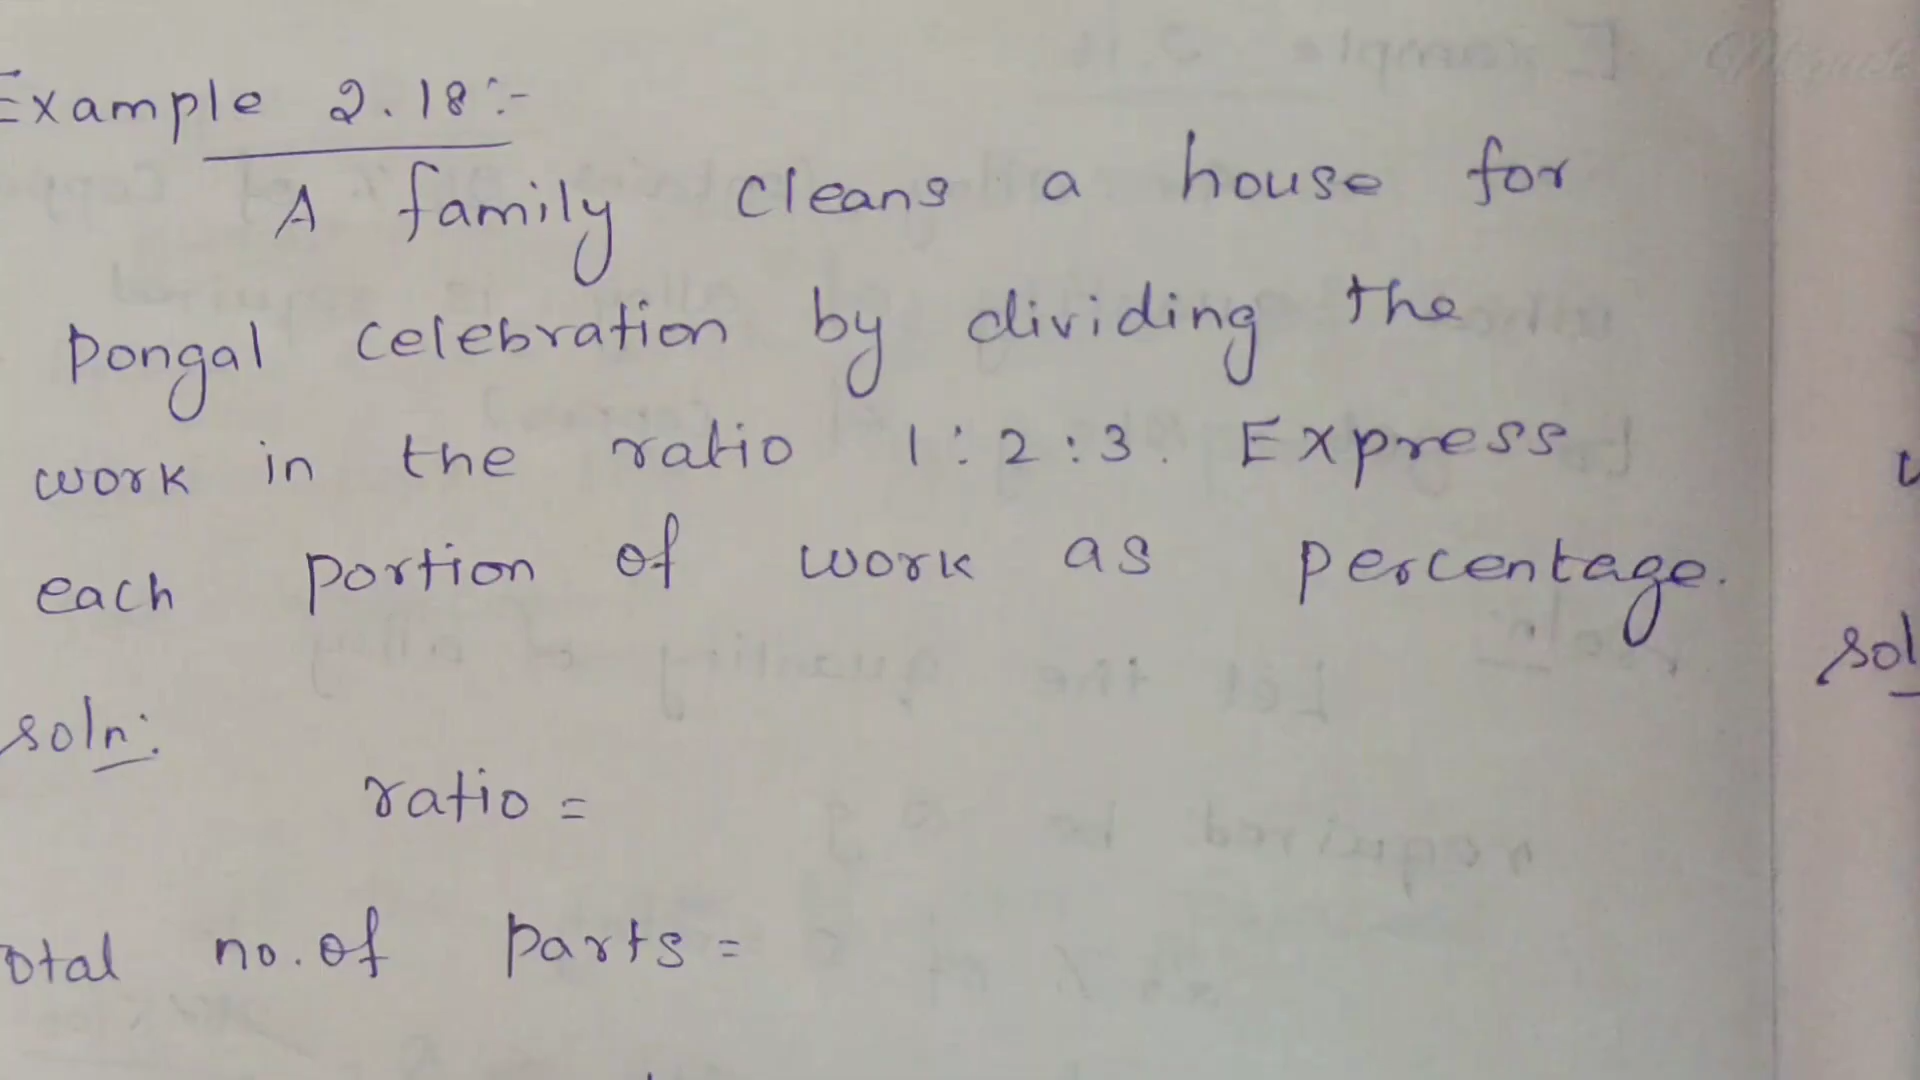 Example 2.18:-
A family cleans a house for
Pongal celebration by dividing the
work in the ratio 1:2:3. Express
each portion of work as percentage.
soln:
ratio =
otal no. of parts =
sol